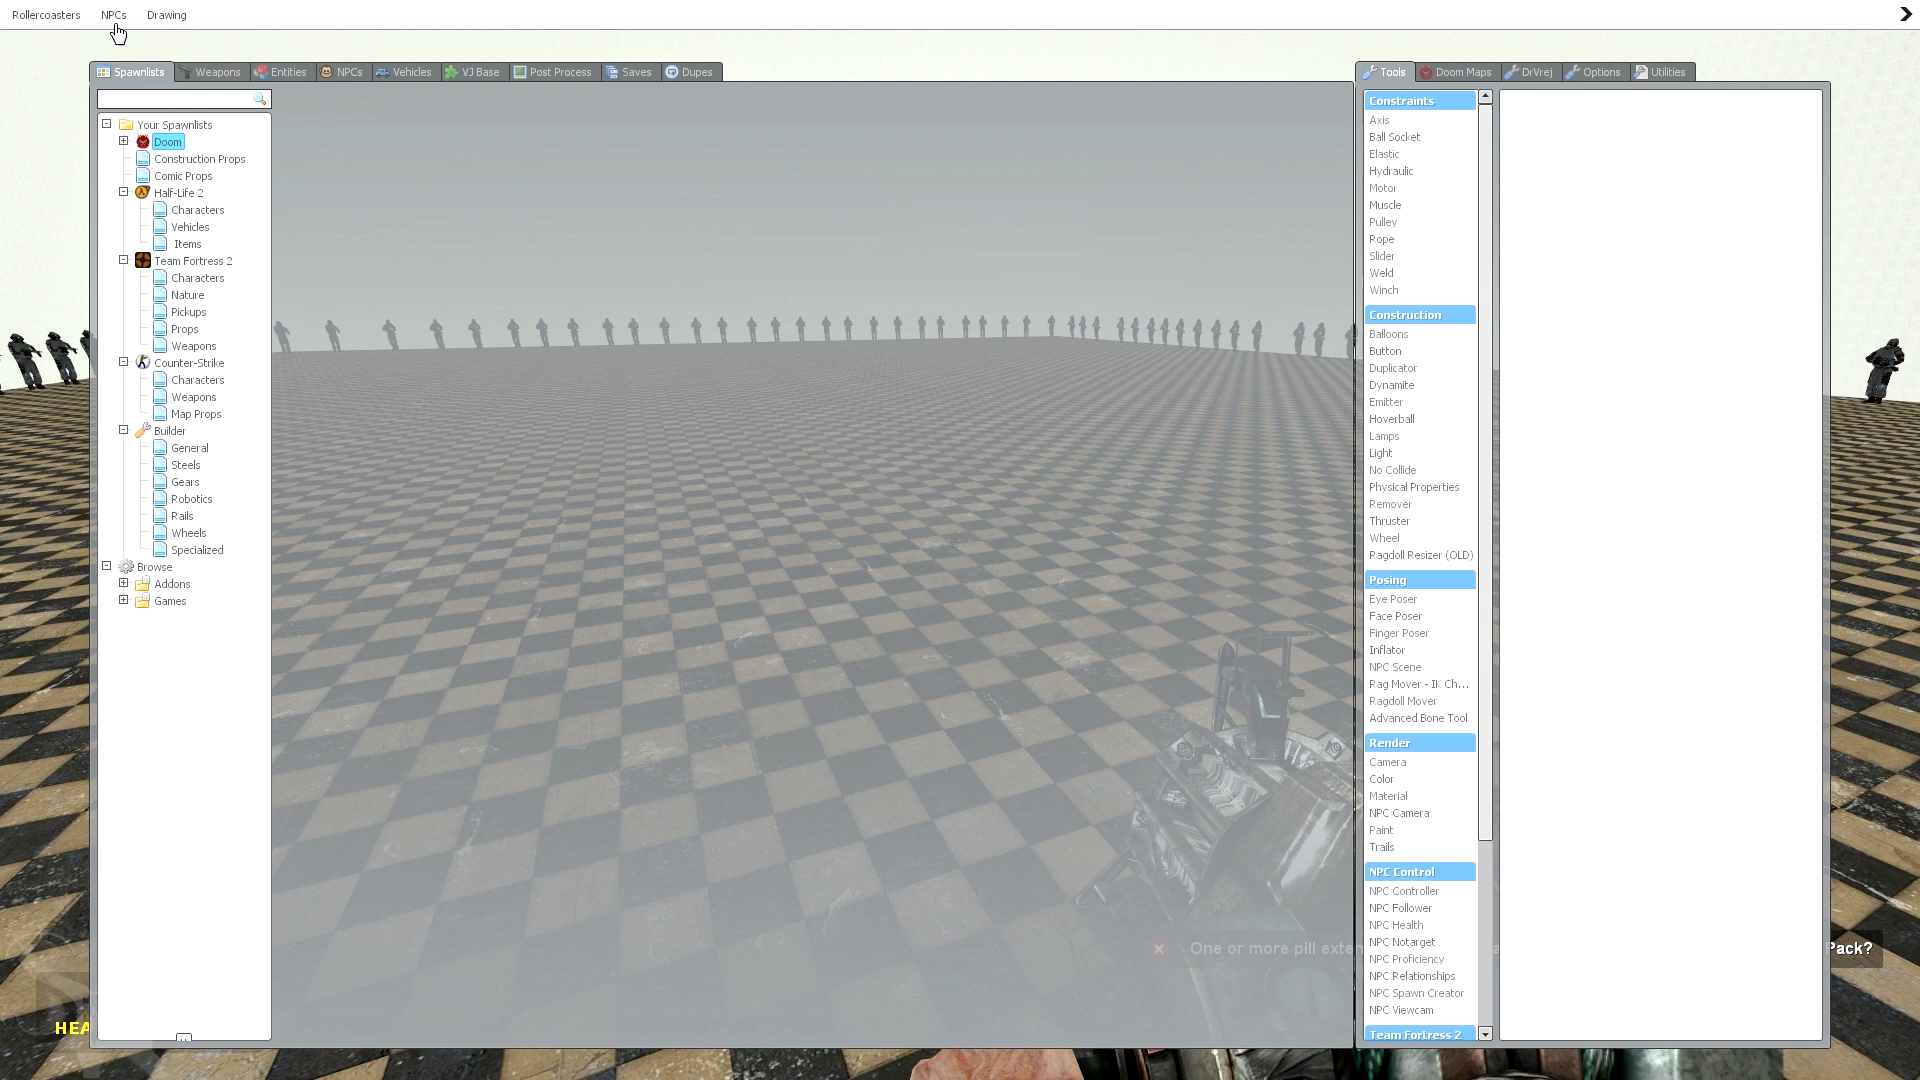 Rollercoasters NPCs Drawing
Spawnlists Weapons Entities NPCs Vehicles VJ Base Post Process Saves Dupes
Your Spawnlists
Doom
Construction Props
Comic Props
Half-Life 2
Characters
Vehicles
Items
Team Fortress 2
Characters
Nature
Pickups
Props
Weapons
Counter-Strike
Characters
Weapons
Map Props
Builder
General
Steels
Gears
Robotics
Rails
Wheels
Specialized
Browse
Addons
Games
HEA
One or more pill exten
Pack?
Tools Doom Maps DrVrej Options Utilities
Constraints
Axis
Ball Socket
Elastic
Hydraulic
Motor
Muscle
Pulley
Rope
Slider
Weld
Winch
Construction
Balloons
Button
Duplicator
Dynamite
Emitter
Hoverball
Lamps
Light
No Collide
Physical Properties
Remover
Thruster
Wheel
Ragdoll Resizer (OLD)
Posing
Eye Poser
Face Poser
Finger Poser
Inflator
NPC Scene
Rag Mover - IK Ch...
Ragdoll Mover
Advanced Bone Tool
Render
Camera
Color
Material
NPC Camera
Paint
Trails
NPC Control
NPC Controller
NPC Follower
NPC Health
NPC Notarget
NPC Proficiency
NPC Relationships
NPC Spawn Creator
NPC Viewcam
Team Fortress 2